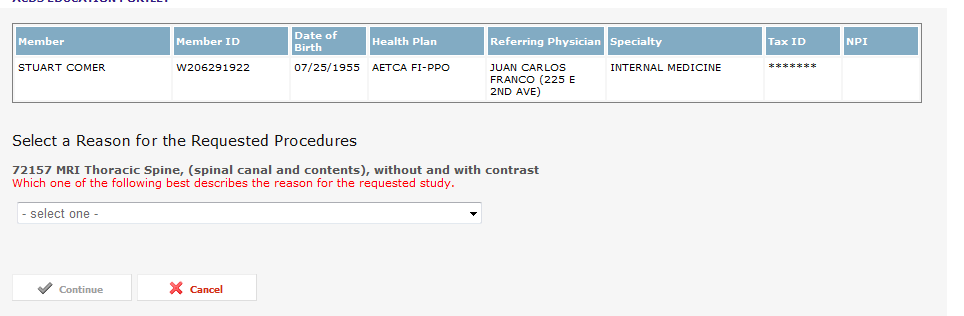 Member Member ID Date of Birth Health Plan Referring Physician Specialty Tax ID NPI
STUART COMER W206291922 07/25/1955 AETCA FI-PPO JUAN CARLOS INTERNAL MEDICINE *******
FRANCO (225 E
2ND AVE)
Select a Reason for the Requested Procedures
72157 MRI Thoracic Spine, (spinal canal and contents), without and with contrast
Which one of the following best describes the reason for the requested study.
- select one -
Continue Cancel